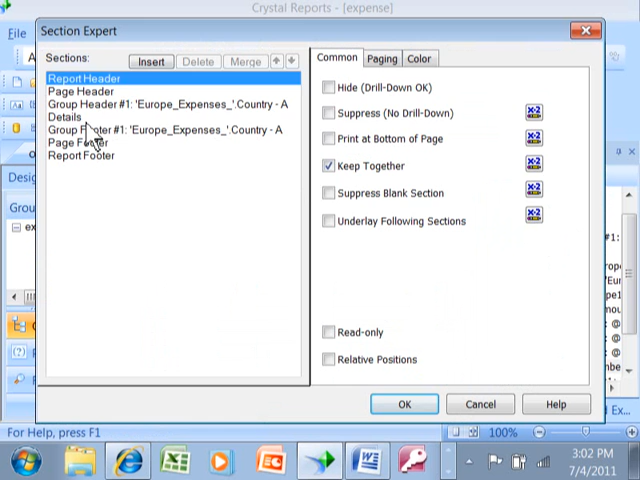 Crystal Reports - [expense]
File
Section Expert
Sections:
Insert
Delete
Merge
Report Header
Page Header
Group Header #1: 'Europe_Expenses_'.Country - A
Details
Group Footer #1: 'Europe_Expenses_'.Country - A
Page Footer
Report Footer
Common
Paging
Color
Hide (Drill-Down OK)
Suppress (No Drill-Down)
Print at Bottom of Page
Keep Together
Suppress Blank Section
Underlay Following Sections
Read-only
Relative Positions
OK
Cancel
Help
For Help, press F1
100%
3:02 PM
7/4/2011